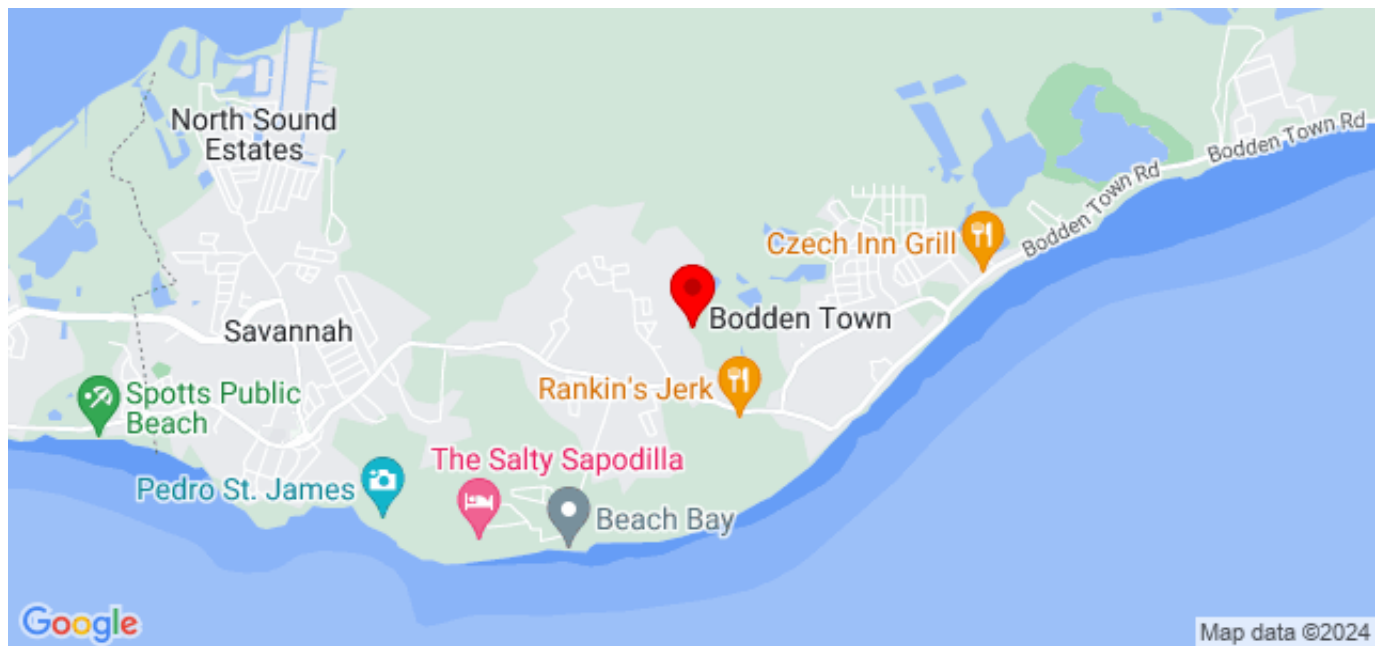 North Sound
Estates
Bodden Town Rd
Bodden Town Rd
Czech Inn Grill
Bodden Town
Savannah
Rankin's Jerk
Spotts Public
Beach
The Salty Sapodilla
Pedro St. James
Beach Bay
Google
Map data ©2024